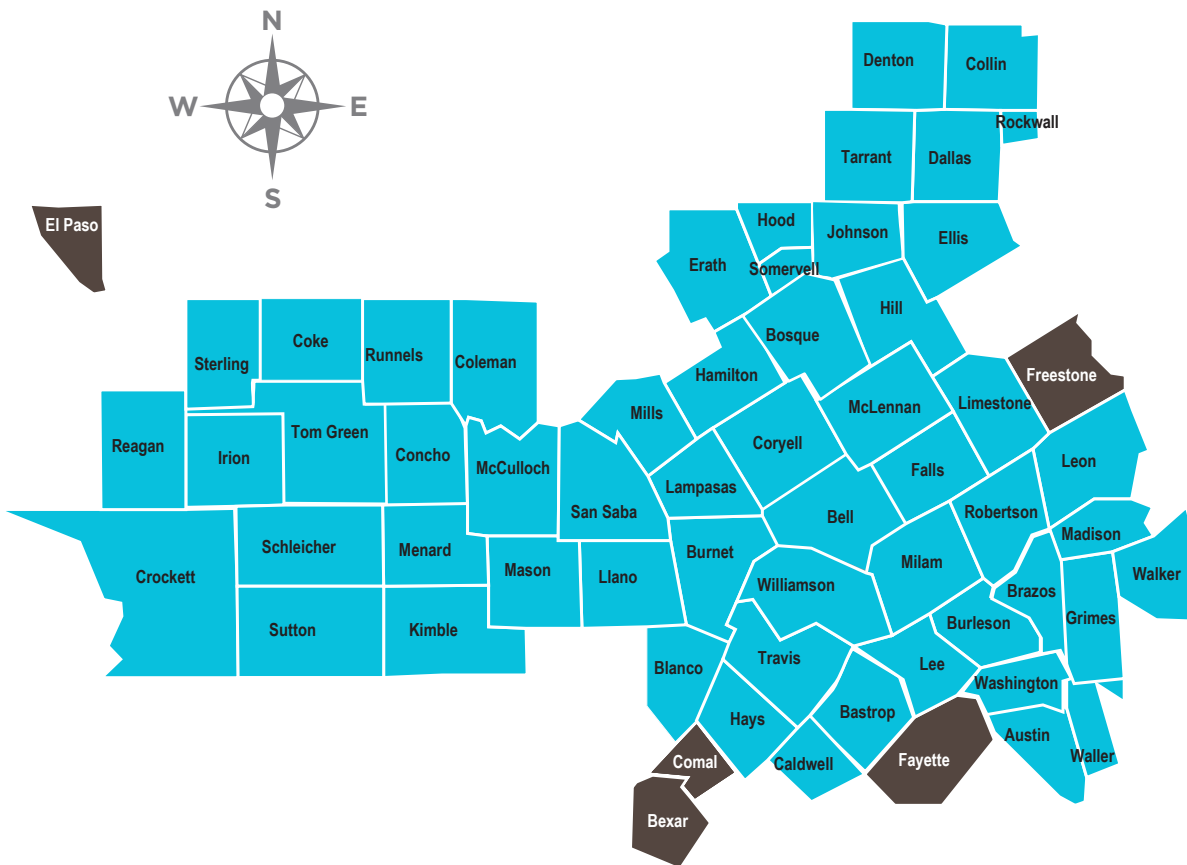 N
W
E
S
Denton
Collin
Rockwall
Tarrant
Dallas
El Paso
Hood
Johnson
Ellis
Erath
Somervell
Hill
Bosque
Sterling
Coke
Runnels
Coleman
Hamilton
Freestone
Mills
McLennan
Limestone
Reagan
Irion
Tom Green
Concho
McCulloch
Coryell
Falls
Leon
Lampasas
San Saba
Bell
Robertson
Madison
Schleicher
Menard
Burnet
Crockett
Mason
Llano
Williamson
Milam
Brazos
Walker
Sutton
Kimble
Burleson
Grimes
Blanco
Travis
Lee
Washington
Hays
Bastrop
Austin
Comal
Caldwell
Fayette
Waller
Bexar